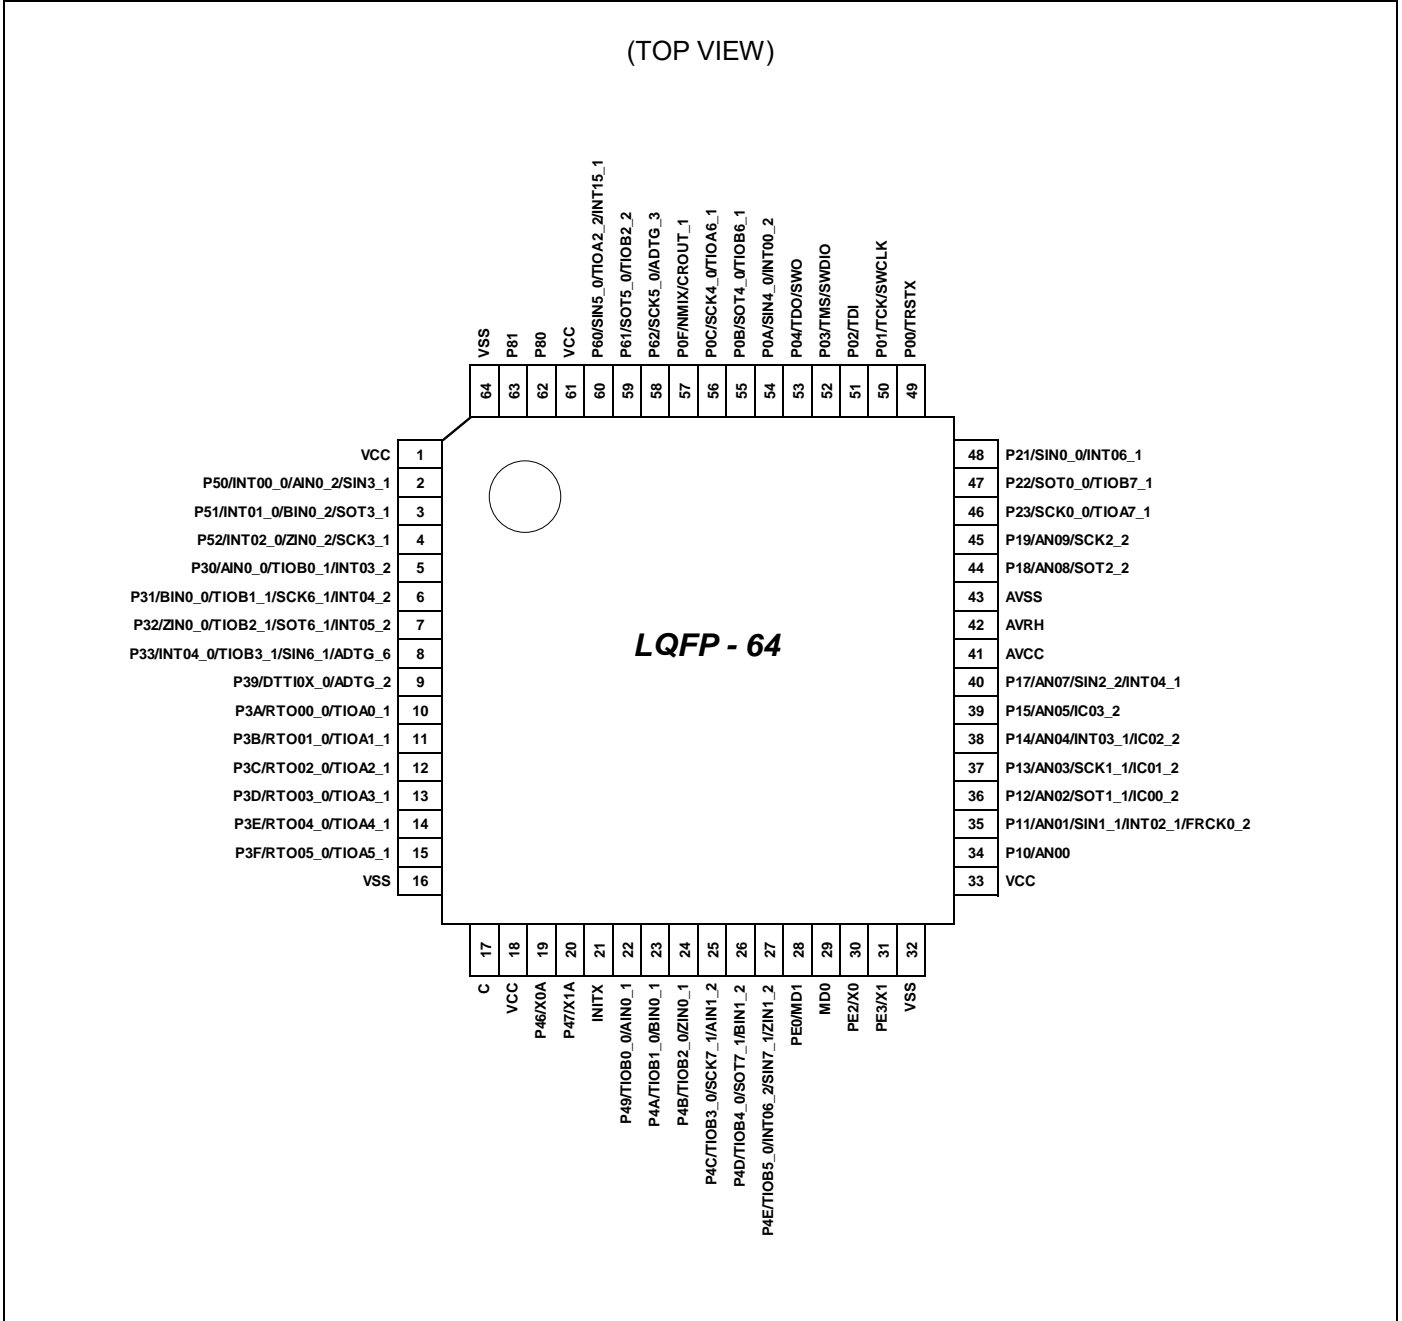 (TOP VIEW)
VSS
P81
P80
VCC
P60/SIN5_0/TIOA2_2/INT15_1
P61/SOT5_0/TIOB2_2
P62/SCK5_0/ADTG_3
P0F/NMIX/CROUT_1
P0C/SCK4_0/TIOA6_1
P0B/SOT4_0/TIOB6_1
P0A/SIN4_0/INT00_2
P04/TDO/SWO
P03/TMS/SWDIO
P02/TDI
P01/TCK/SWCLK
P00/TRSTX
64 63 62 61 60 59 58 57 56 55 54 53 52 51 50 49
VCC 1
P50/INT00_0/AIN0_2/SIN3_1 2
P51/INT01_0/BIN0_2/SOT3_1 3
P52/INT02_0/ZIN0_2/SCK3_1 4
P30/AIN0_0/TIOB0_1/INT03_2 5
P31/BIN0_0/TIOB1_1/SCK6_1/INT04_2 6
P32/ZIN0_0/TIOB2_1/SOT6_1/INT05_2 7
P33/INT04_0/TIOB3_1/SIN6_1/ADTG_6 8
P39/DTTI0X_0/ADTG_2 9
P3A/RTO00_0/TIOA0_1 10
P3B/RTO01_0/TIOA1_1 11
P3C/RTO02_0/TIOA2_1 12
P3D/RTO03_0/TIOA3_1 13
P3E/RTO04_0/TIOA4_1 14
P3F/RTO05_0/TIOA5_1 15
VSS 16
LQFP - 64
48 P21/SIN0_0/INT06_1
47 P22/SOT0_0/TIOB7_1
46 P23/SCK0_0/TIOA7_1
45 P19/AN09/SCK2_2
44 P18/AN08/SOT2_2
43 AVSS
42 AVRH
41 AVCC
40 P17/AN07/SIN2_2/INT04_1
39 P15/AN05/IC03_2
38 P14/AN04/INT03_1/IC02_2
37 P13/AN03/SCK1_1/IC01_2
36 P12/AN02/SOT1_1/IC00_2
35 P11/AN01/SIN1_1/INT02_1/FRCK0_2
34 P10/AN00
33 VCC
17 18 19 20 21 22 23 24 25 26 27 28 29 30 31 32
C
VCC
P46/X0A
P47/X1A
INITX
P49/TIOB0_0/AIN0_1
P4A/TIOB1_0/BIN0_1
P4B/TIOB2_0/ZIN0_1
P4C/TIOB3_0/SCK7_1/AIN1_2
P4D/TIOB4_0/SOT7_1/BIN1_2
P4E/TIOB5_0/INT06_2/SIN7_1/ZIN1_2
PE0/MD1
MD0
PE2/X0
PE3/X1
VSS